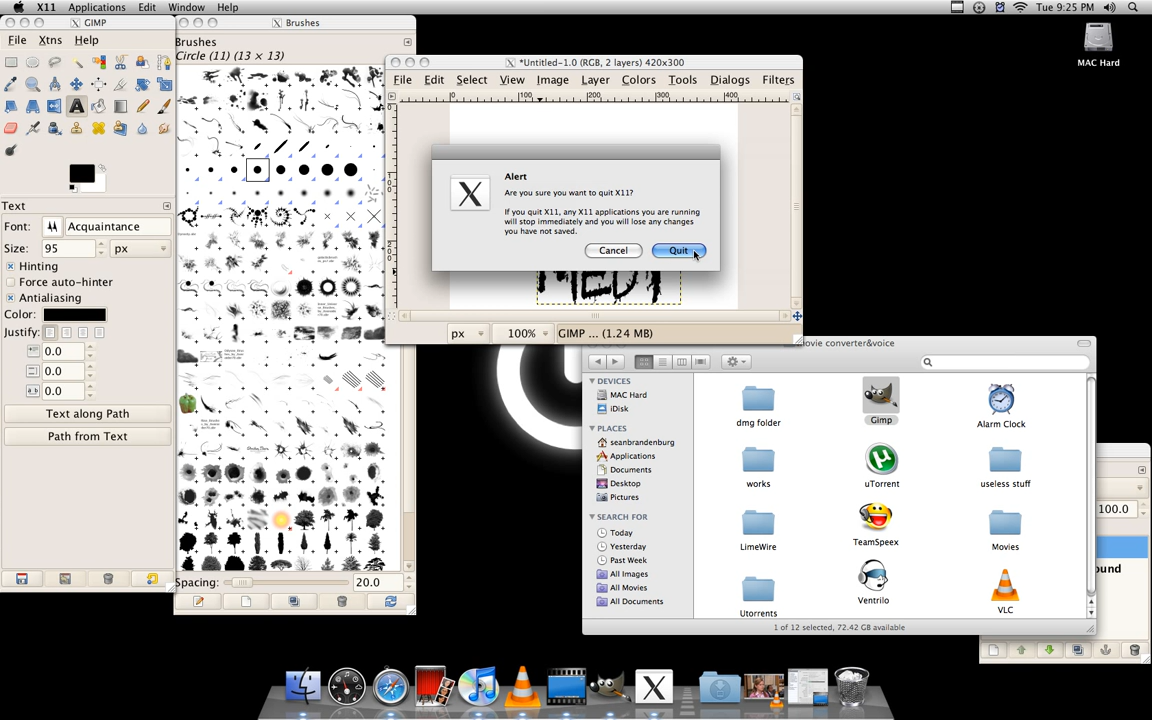 X11 Applications Edit Window Help
Tue 9:25 PM
GIMP
File Xtns Help
Text
Font: Acquaintance
Size: 95 px
Hinting
Force auto-hinter
Antialiasing
Color:
Justify:
0.0
0.0
0.0
Text along Path
Path from Text
Brushes
Brushes
Circle (11) (13 × 13)
Spacing: 20.0
*Untitled-1.0 (RGB, 2 layers) 420x300
File Edit Select View Image Layer Colors Tools Dialogs Filters
0 100 200 300 400
Alert
Are you sure you want to quit X11?
If you quit X11, any X11 applications you are running
will stop immediately and you will lose any changes
you have not saved.
Cancel Quit
px 100% GIMP ... (1.24 MB)
MAC Hard
ovie converter&voice
DEVICES
MAC Hard
iDisk
PLACES
seanbrandenburg
Applications
Documents
Desktop
Pictures
SEARCH FOR
Today
Yesterday
Past Week
All Images
All Movies
All Documents
dmg folder
Gimp
Alarm Clock
works
uTorrent
useless stuff
LimeWire
TeamSpeex
Movies
Utorrents
Ventrilo
VLC
1 of 12 selected, 72.42 GB available
100.0
ound